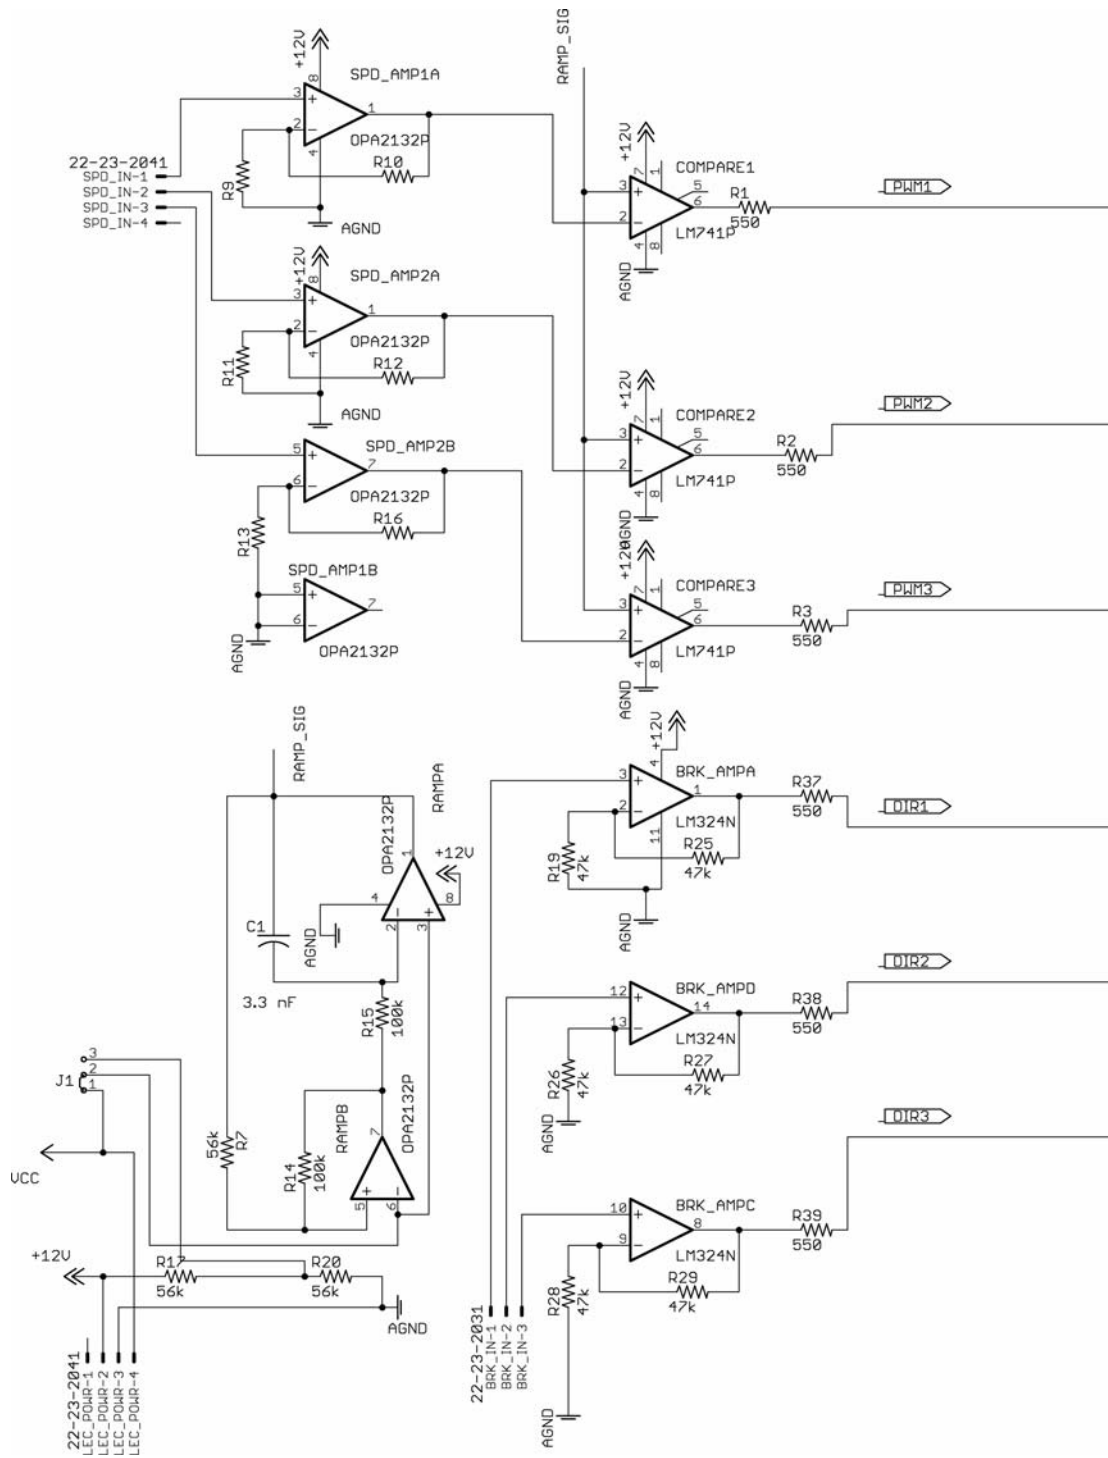 +12V
SPD_AMP1A
8
3
+
1
2
-
4
OPA2132P
R9
R10
AGND
22-23-2041
SPD_IN-1
SPD_IN-2
SPD_IN-3
SPD_IN-4
RAMP_SIG
+12V
COMPARE1
7
1
3
+
5
6
2
-
4
8
LM741P
R1
550
AGND
PWM1
+12V
SPD_AMP2A
8
3
+
1
2
-
4
OPA2132P
R11
R12
AGND
+12V
COMPARE2
7
1
3
+
5
6
2
-
4
8
LM741P
R2
550
AGND
PWM2
SPD_AMP2B
5
+
7
6
-
OPA2132P
R13
R16
SPD_AMP1B
5
+
7
6
-
AGND
OPA2132P
+12V
COMPARE3
7
1
3
+
5
6
2
-
4
8
LM741P
R3
550
AGND
PWM3
RAMP_SIG
RAMPA
OPA2132P
1
+12V
4
8
-
+
2
3
AGND
C1
3.3 nF
R15
100k
3
2
J1
1
VCC
56k
R7
R14
100k
RAMPB
OPA2132P
7
+
-
5
6
+12V
R17
56k
R20
56k
AGND
22-23-2041
LEC_POWR-1
LEC_POWR-2
LEC_POWR-3
LEC_POWR-4
+12V
4
BRK_AMPA
3
+
1
2
-
11
LM324N
R19
47k
R25
47k
R37
550
AGND
DIR1
BRK_AMPD
12
+
14
13
-
LM324N
R26
47k
R27
47k
R38
550
AGND
DIR2
BRK_AMPC
10
+
8
9
-
LM324N
R28
47k
R29
47k
R39
550
AGND
DIR3
22-23-2031
BRK_IN-1
BRK_IN-2
BRK_IN-3